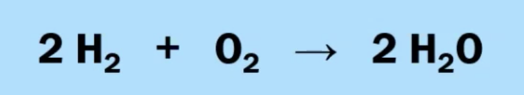 2 H₂ + O₂ → 2 H₂O